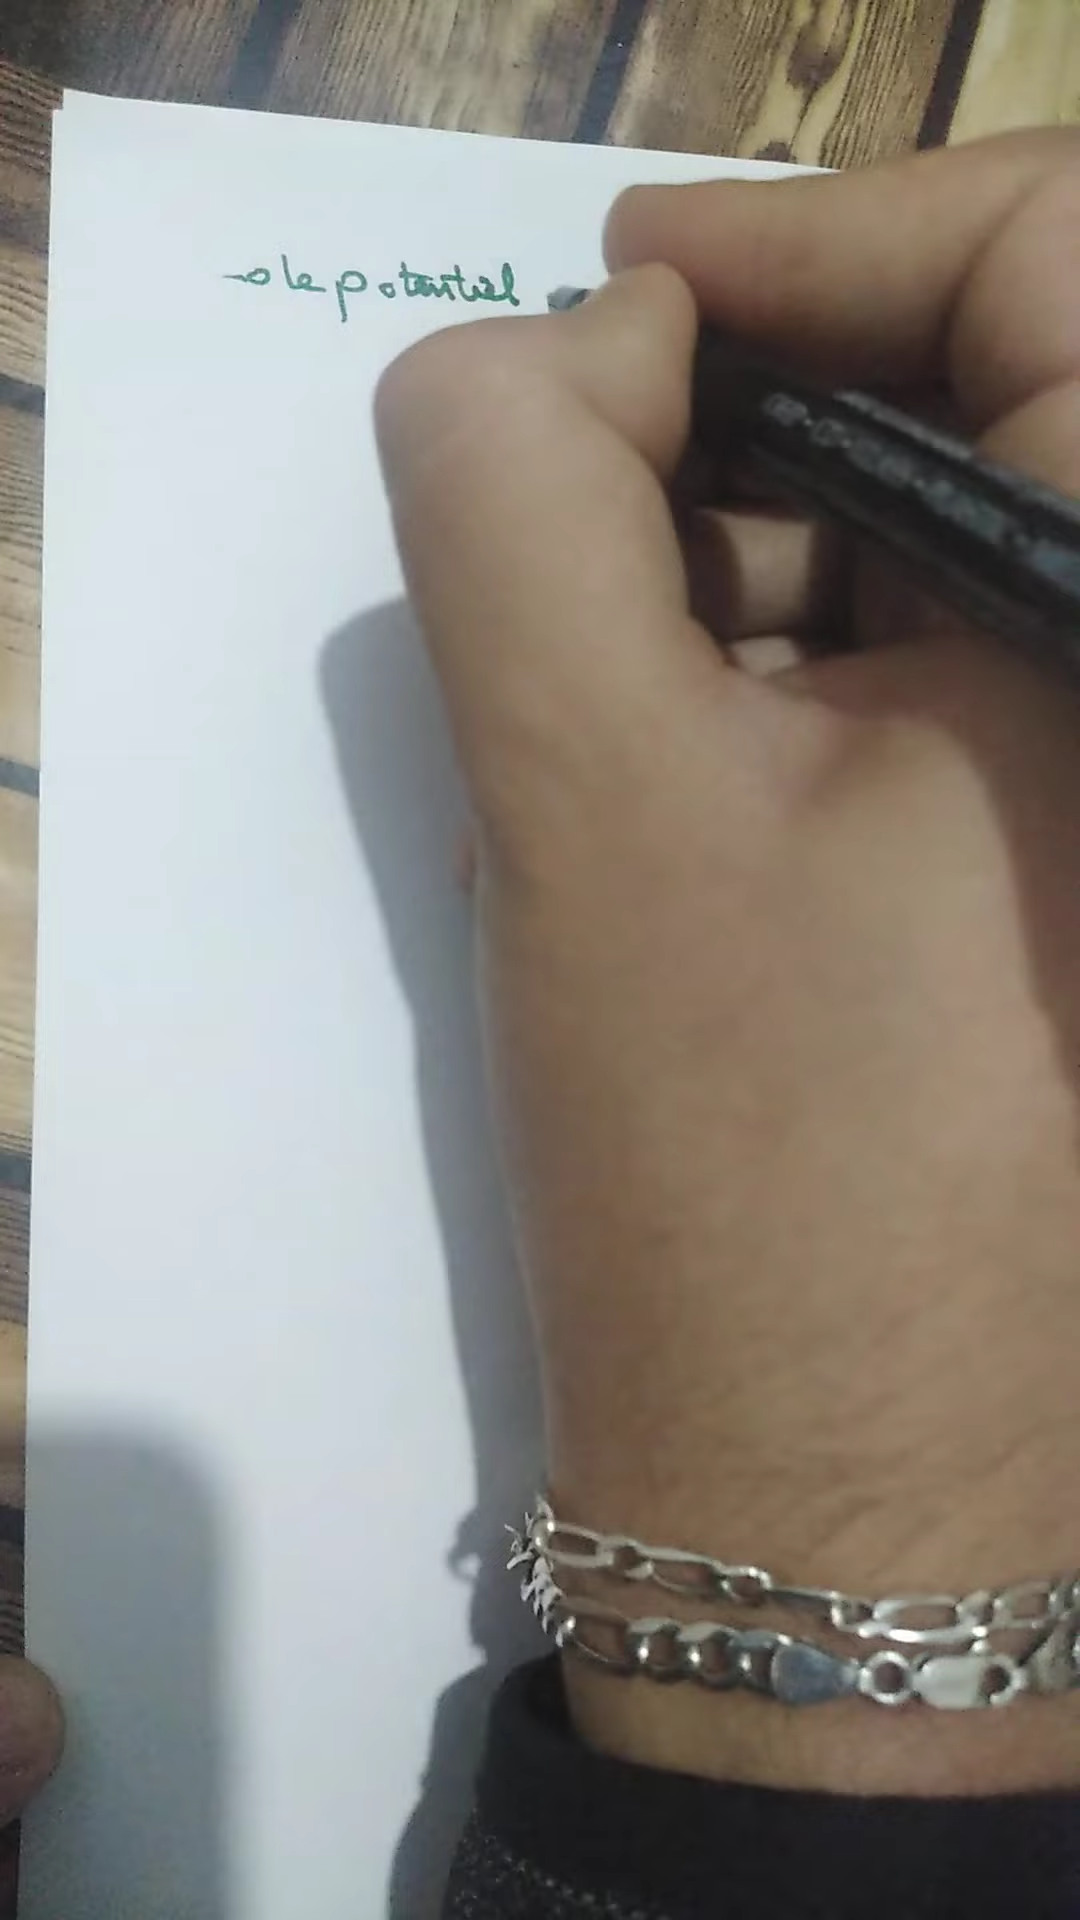 → le potentiel